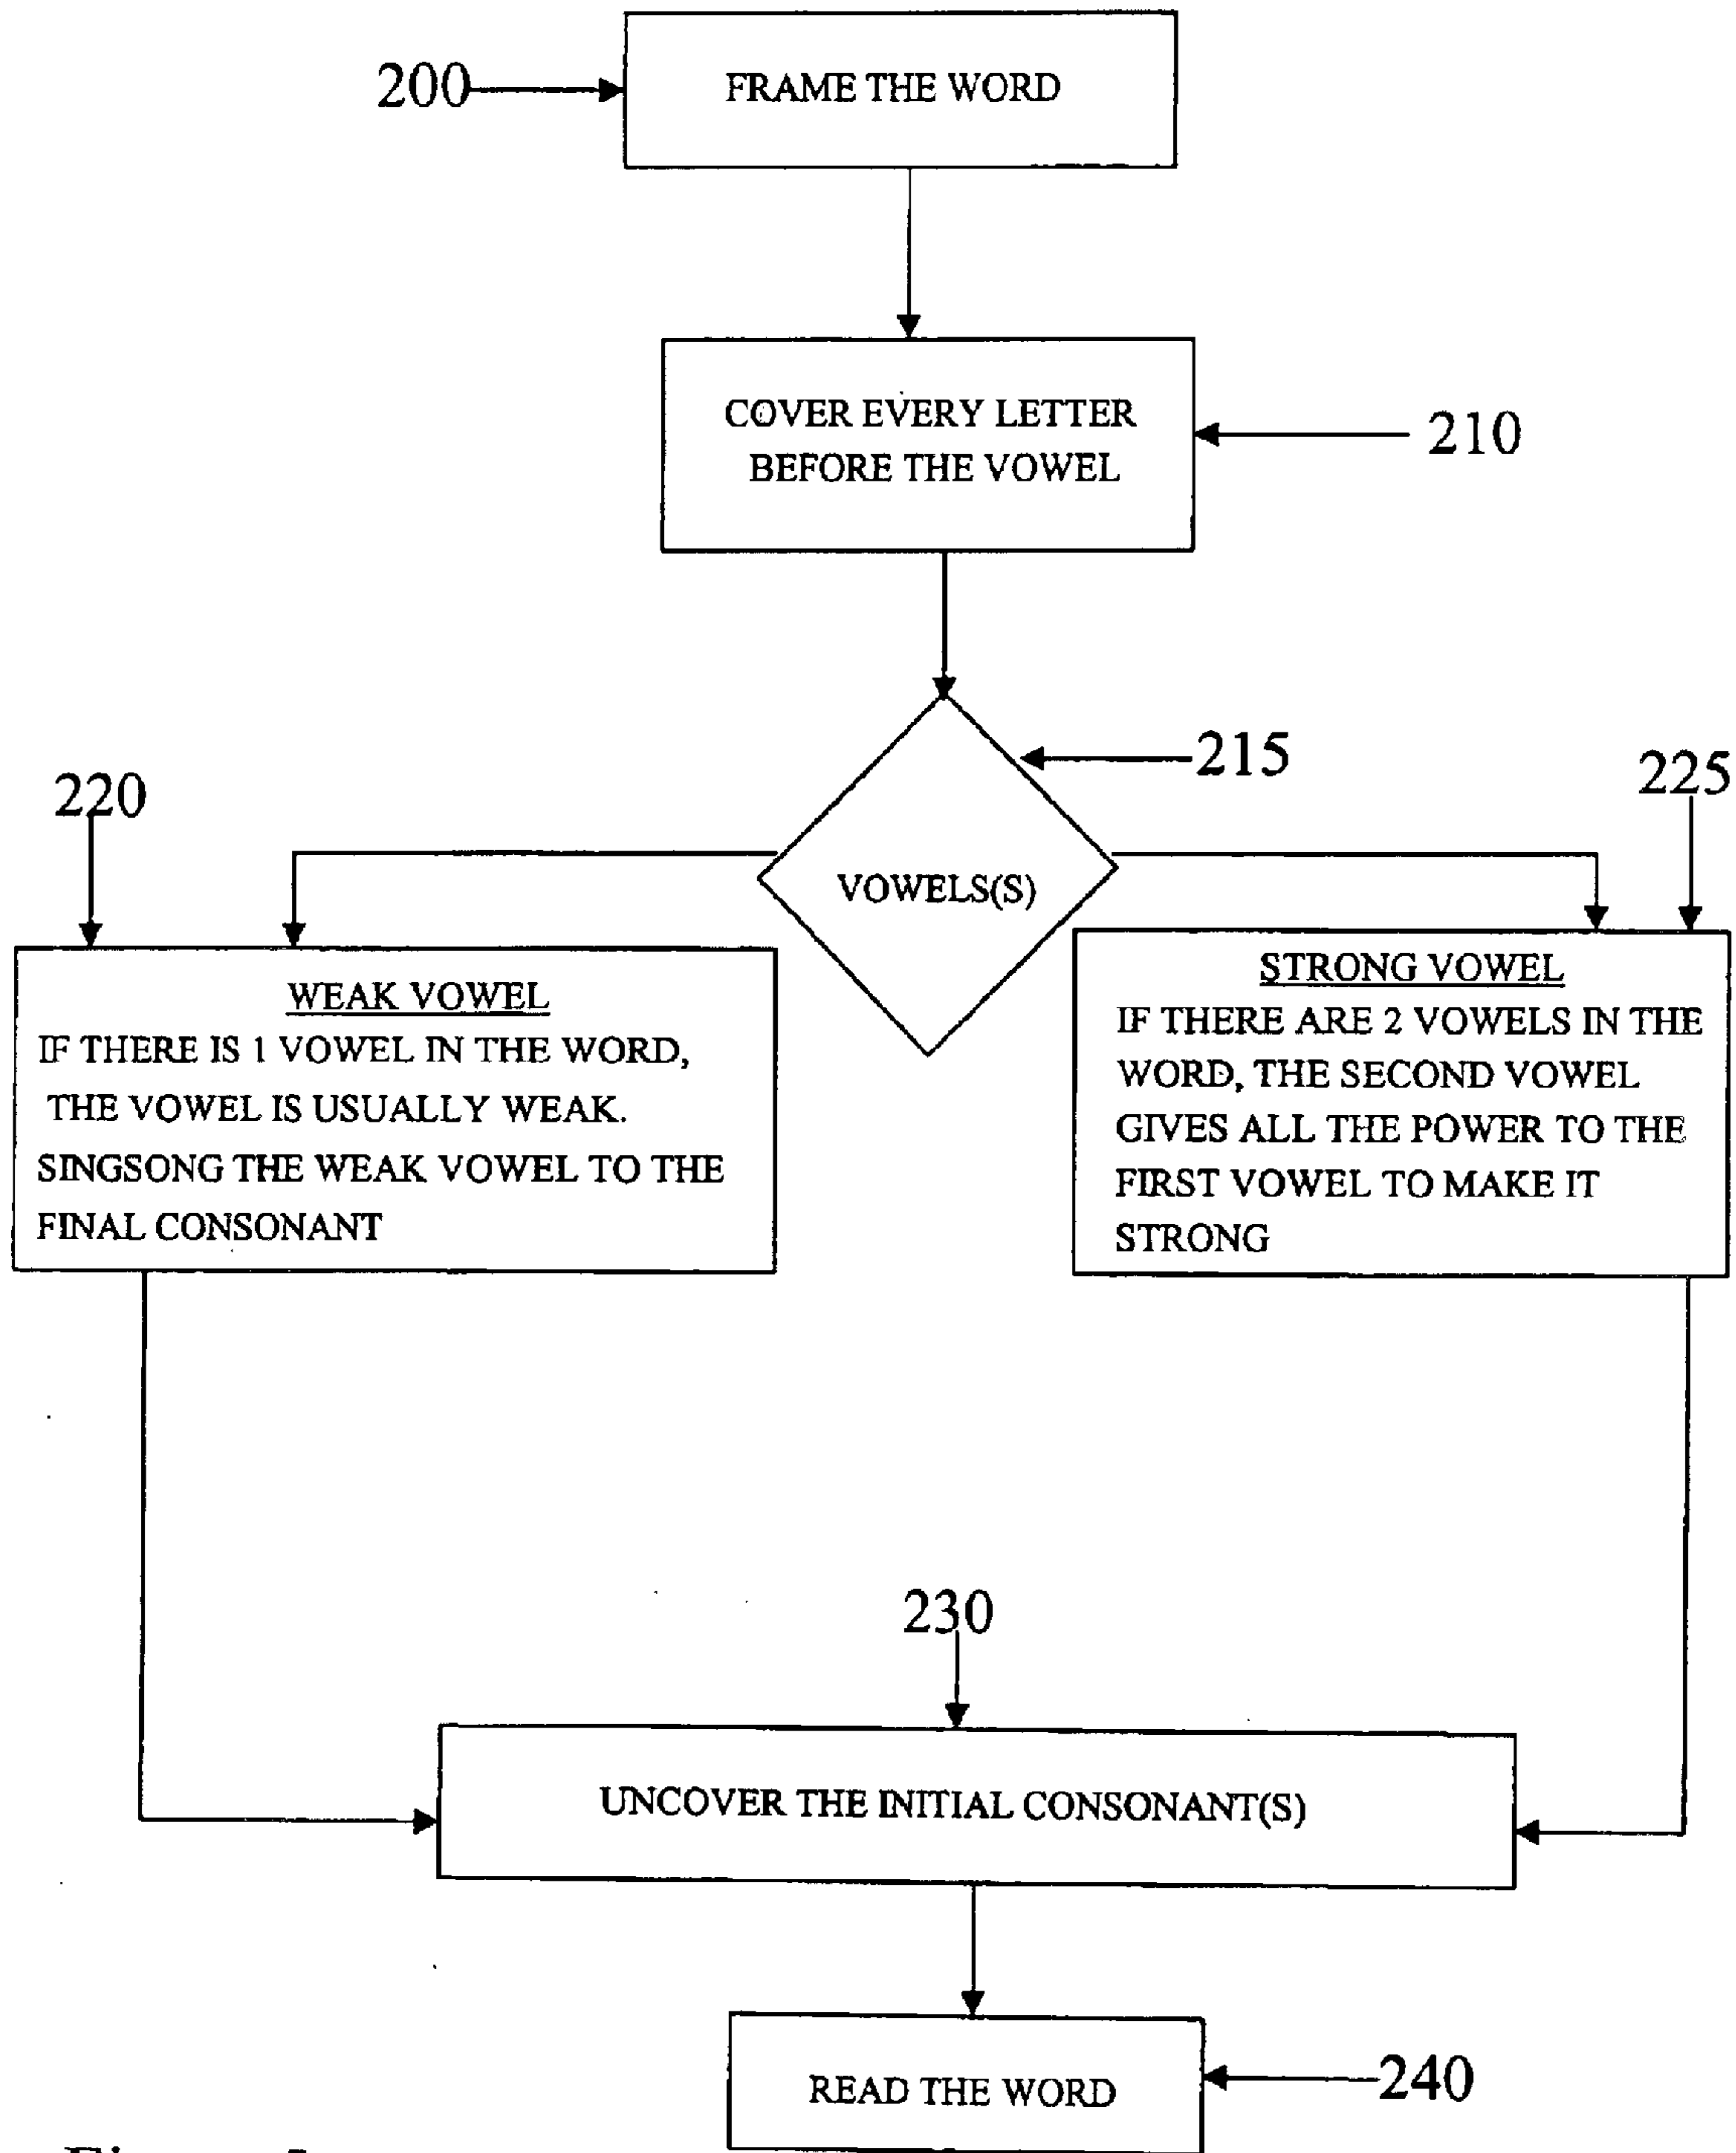 200
FRAME THE WORD
COVER EVERY LETTER
BEFORE THE VOWEL
210
215
VOWELS(S)
220
225
WEAK VOWEL
IF THERE IS 1 VOWEL IN THE WORD,
THE VOWEL IS USUALLY WEAK.
SINGSONG THE WEAK VOWEL TO THE
FINAL CONSONANT
STRONG VOWEL
IF THERE ARE 2 VOWELS IN THE
WORD, THE SECOND VOWEL
GIVES ALL THE POWER TO THE
FIRST VOWEL TO MAKE IT
STRONG
230
UNCOVER THE INITIAL CONSONANT(S)
READ THE WORD
240